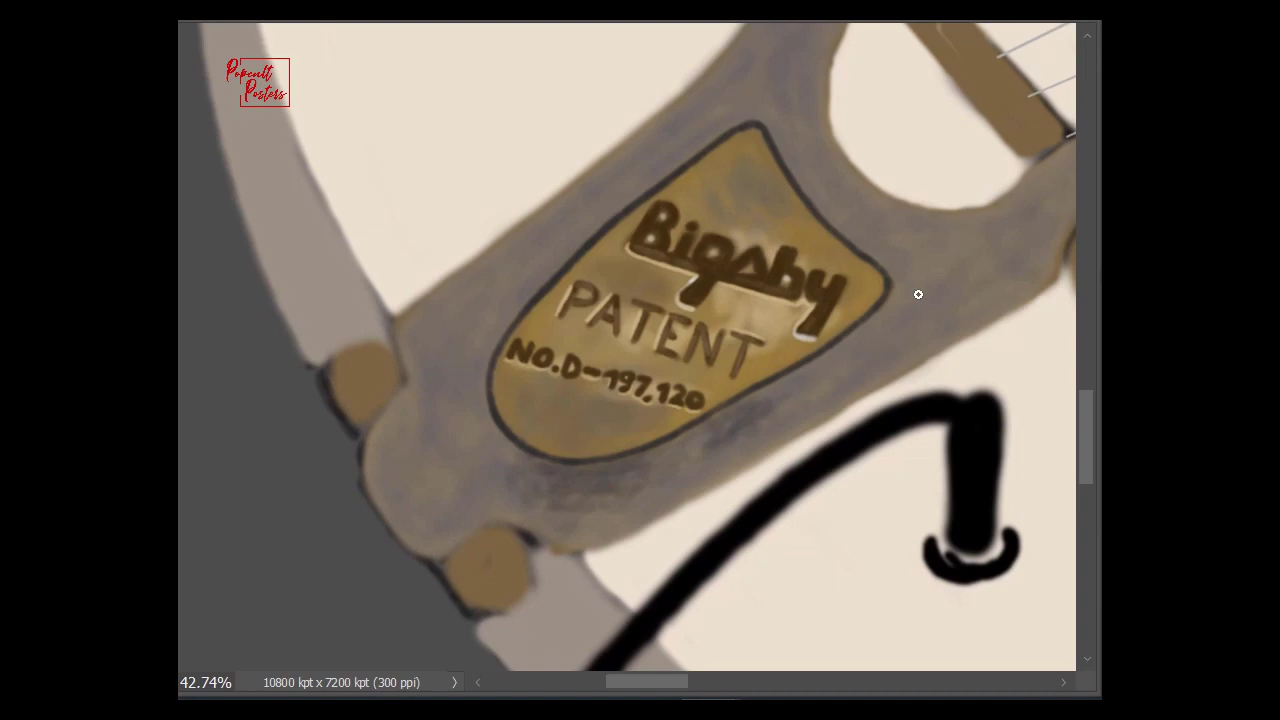 Popcult
Posters
Bigsby
PATENT
NO.D-197,120
42.74%
10800 kpt x 7200 kpt (300 ppi)